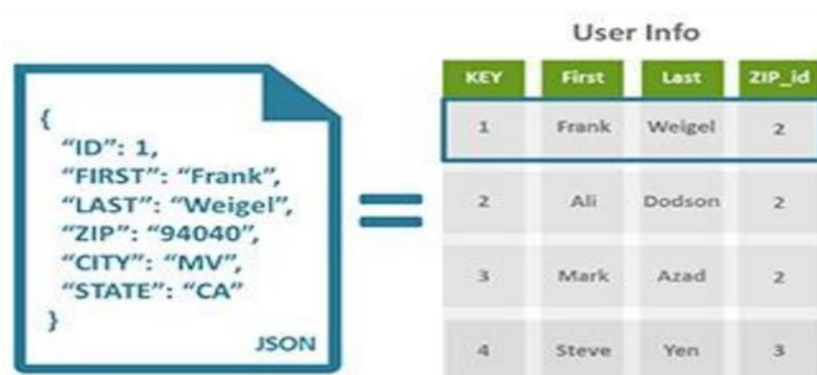 {
"ID": 1,
"FIRST": "Frank",
"LAST": "Weigel",
"ZIP": "94040",
"CITY": "MV",
"STATE": "CA"
}
JSON
=
User Info
KEY First Last ZIP_id
1 Frank Weigel 2
2 Ali Dodson 2
3 Mark Azad 2
4 Steve Yen 3